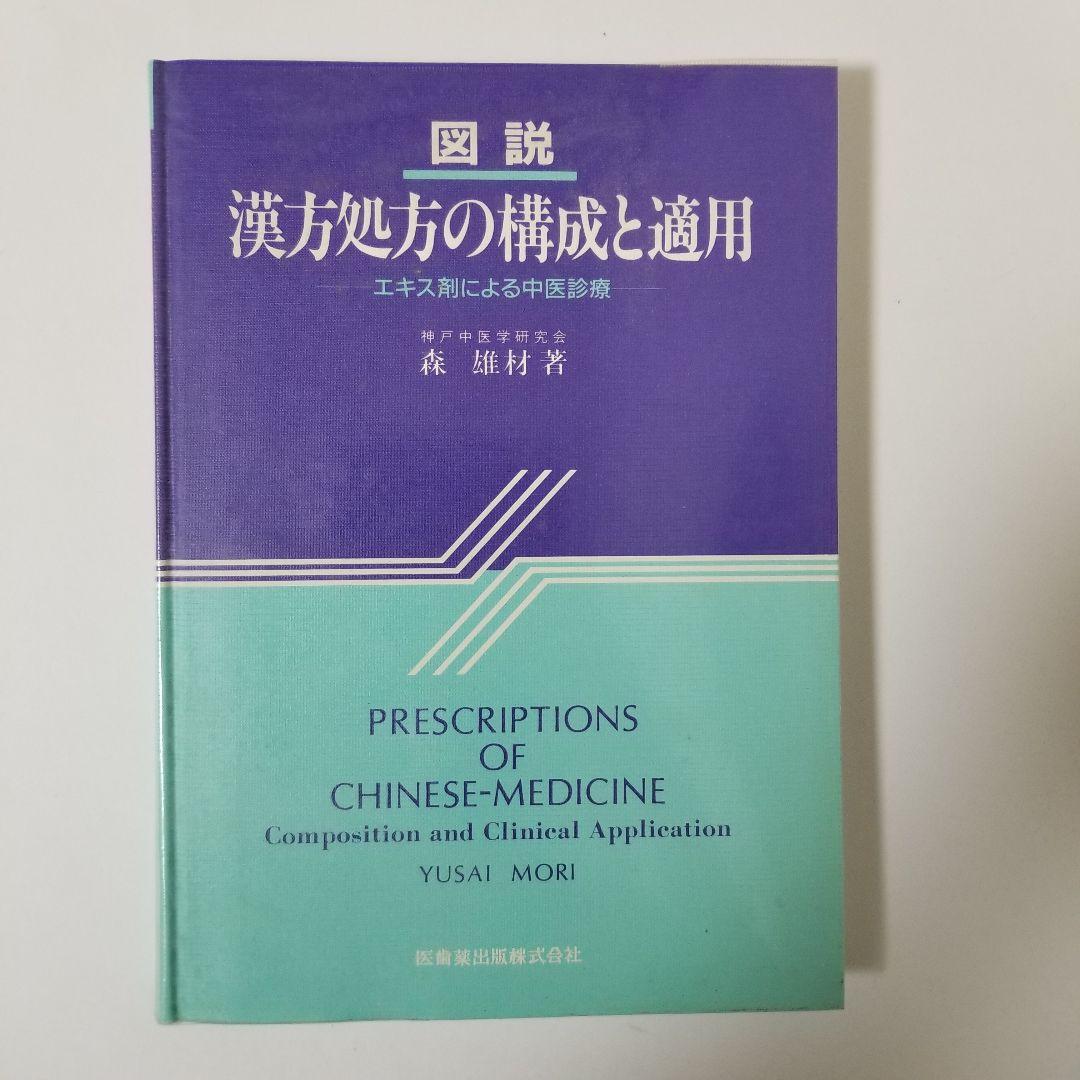 図説
漢方処方の構成と適用
エキス剤による中医診療
神戸中医学研究会
森 雄材著
PRESCRIPTIONS
OF
CHINESE-MEDICINE
Composition and Clinical Application
YUSAI MORI
医歯薬出版株式会社